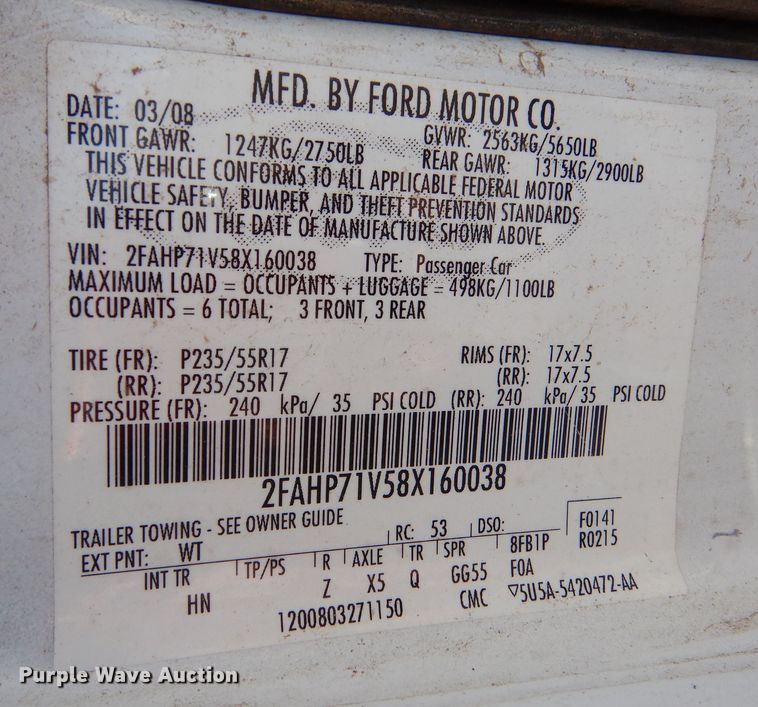 MFD. BY FORD MOTOR CO.
DATE: 03/08 GVWR: 2563KG/5650LB
FRONT GAWR: 1247KG/2750LB REAR GAWR: 1315KG/2900LB
THIS VEHICLE CONFORMS TO ALL APPLICABLE FEDERAL MOTOR
VEHICLE SAFETY, BUMPER, AND THEFT PREVENTION STANDARDS
IN EFFECT ON THE DATE OF MANUFACTURE SHOWN ABOVE.
VIN: 2FAHP71V58X160038 TYPE: Passenger Car
MAXIMUM LOAD = OCCUPANTS + LUGGAGE = 498KG/1100LB
OCCUPANTS = 6 TOTAL; 3 FRONT, 3 REAR
TIRE (FR): P235/55R17 RIMS (FR): 17x7.5
(RR): P235/55R17 (RR): 17x7.5
PRESSURE (FR): 240 kPa/ 35 PSI COLD (RR): 240 kPa/ 35 PSI COLD
2FAHP71V58X160038
TRAILER TOWING - SEE OWNER GUIDE
EXT PNT: WT RC: 53 DSO: F0141
INT TR TP/PS R AXLE TR SPR 8FB1P R0215
HN Z X5 Q GG55 FOA
1200803271150 CMC ▽5U5A-5420472-AA
Purple Wave Auction